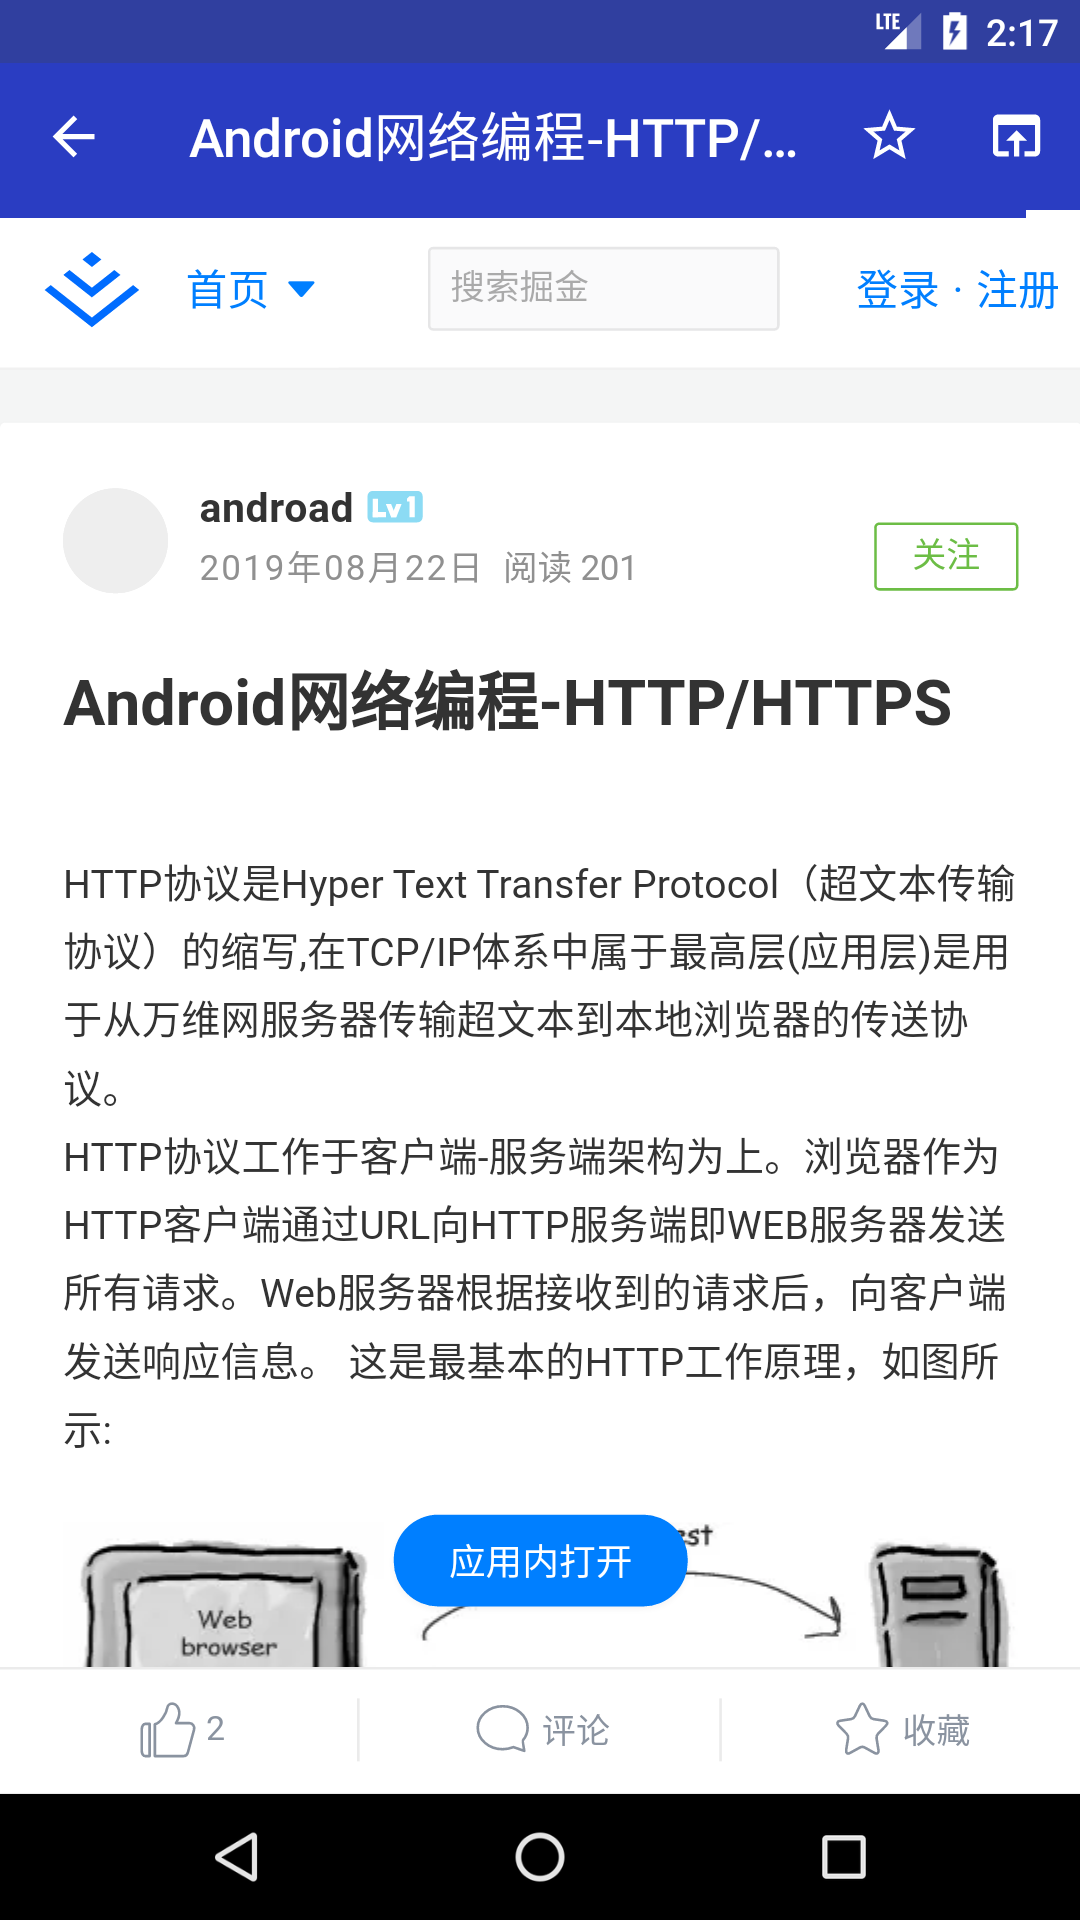 LTE 2:17
Android网络编程-HTTP/...
首页
搜索掘金
登录 · 注册
androad Lv1
2019年08月22日 阅读 201
关注
Android网络编程-HTTP/HTTPS
HTTP协议是Hyper Text Transfer Protocol（超文本传输
协议）的缩写,在TCP/IP体系中属于最高层(应用层)是用
于从万维网服务器传输超文本到本地浏览器的传送协
议。
HTTP协议工作于客户端-服务端架构为上。浏览器作为
HTTP客户端通过URL向HTTP服务端即WEB服务器发送
所有请求。Web服务器根据接收到的请求后，向客户端
发送响应信息。 这是最基本的HTTP工作原理，如图所
示:
应用内打开
Web
browser
2
评论
收藏